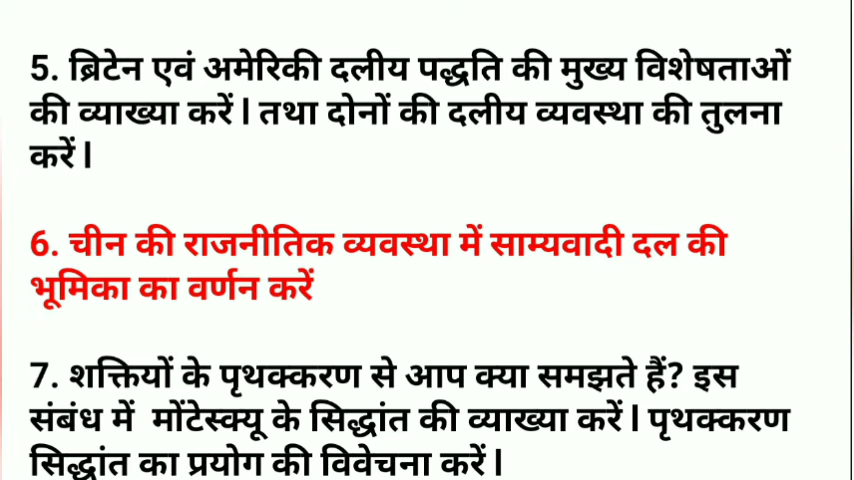 5. ब्रिटेन एवं अमेरिकी दलीय पद्धति की मुख्य विशेषताओं
की व्याख्या करें l तथा दोनों की दलीय व्यवस्था की तुलना
करें l
6. चीन की राजनीतिक व्यवस्था में साम्यवादी दल की
भूमिका का वर्णन करें
7. शक्तियों के पृथक्करण से आप क्या समझते हैं? इस
संबंध में मोंटेस्क्यू के सिद्धांत की व्याख्या करें l पृथक्करण
सिद्धांत का प्रयोग की विवेचना करें l